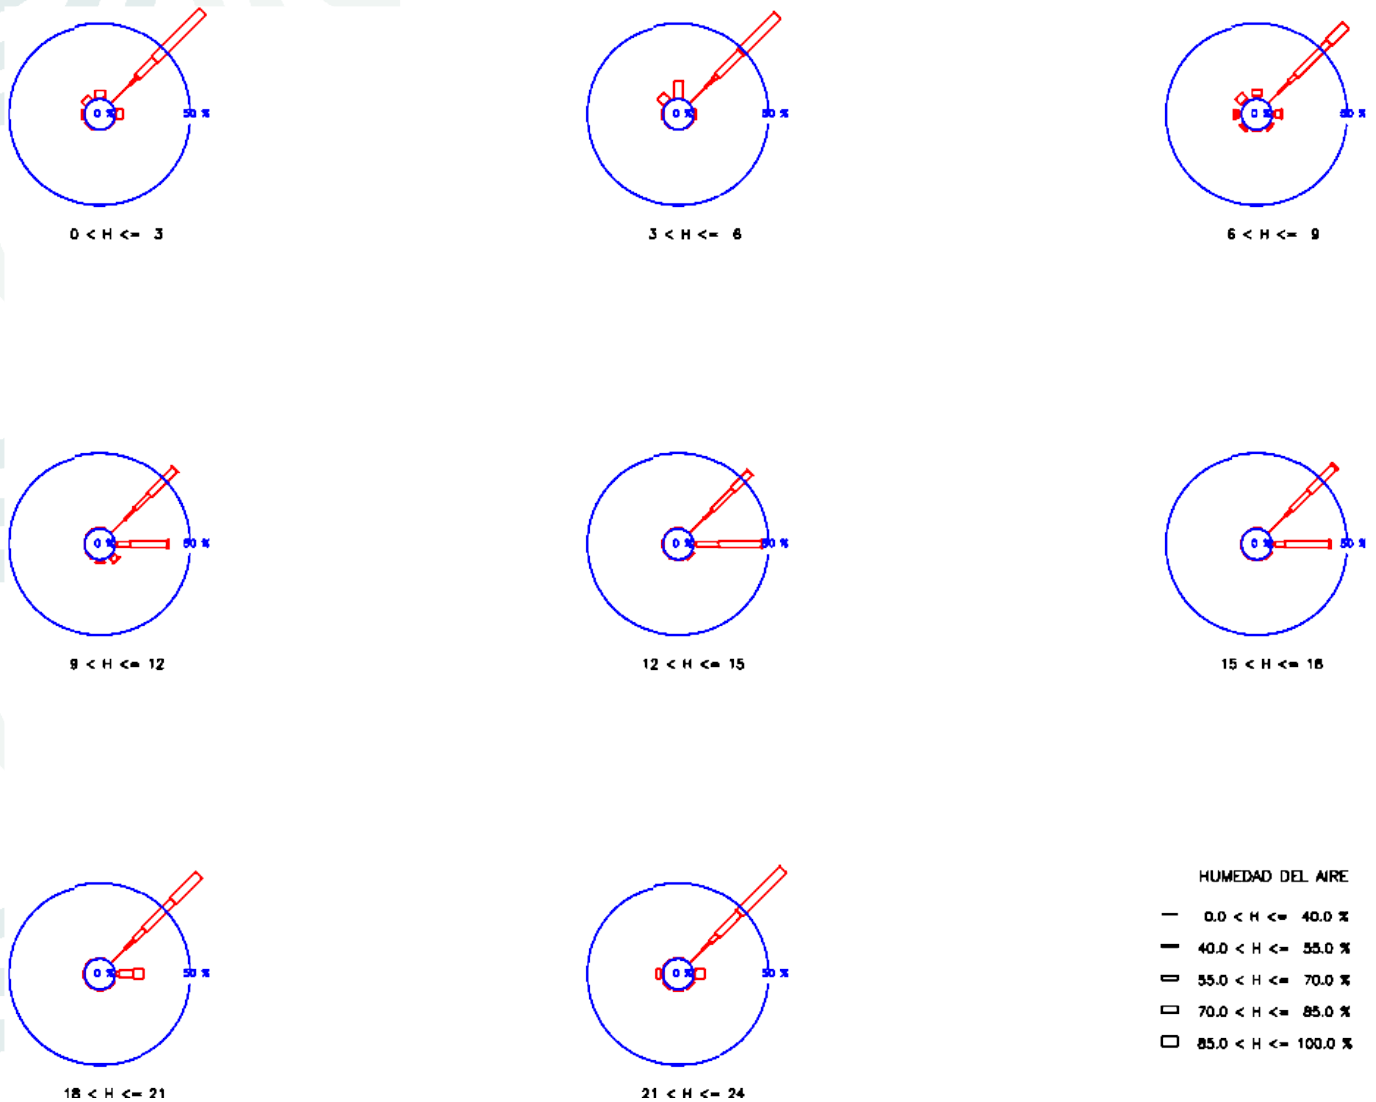 0 % 50 %
0 % 50 %
0 % 50 %
0 < H <= 3
3 < H <= 6
6 < H <= 9
0 % 50 %
0 % 50 %
0 % 50 %
9 < H <= 12
12 < H <= 15
15 < H <= 18
0 % 50 %
0 % 50 %
18 < H <= 21
21 < H <= 24
HUMEDAD DEL AIRE
0.0 < H <= 40.0 %
40.0 < H <= 55.0 %
55.0 < H <= 70.0 %
70.0 < H <= 85.0 %
85.0 < H <= 100.0 %